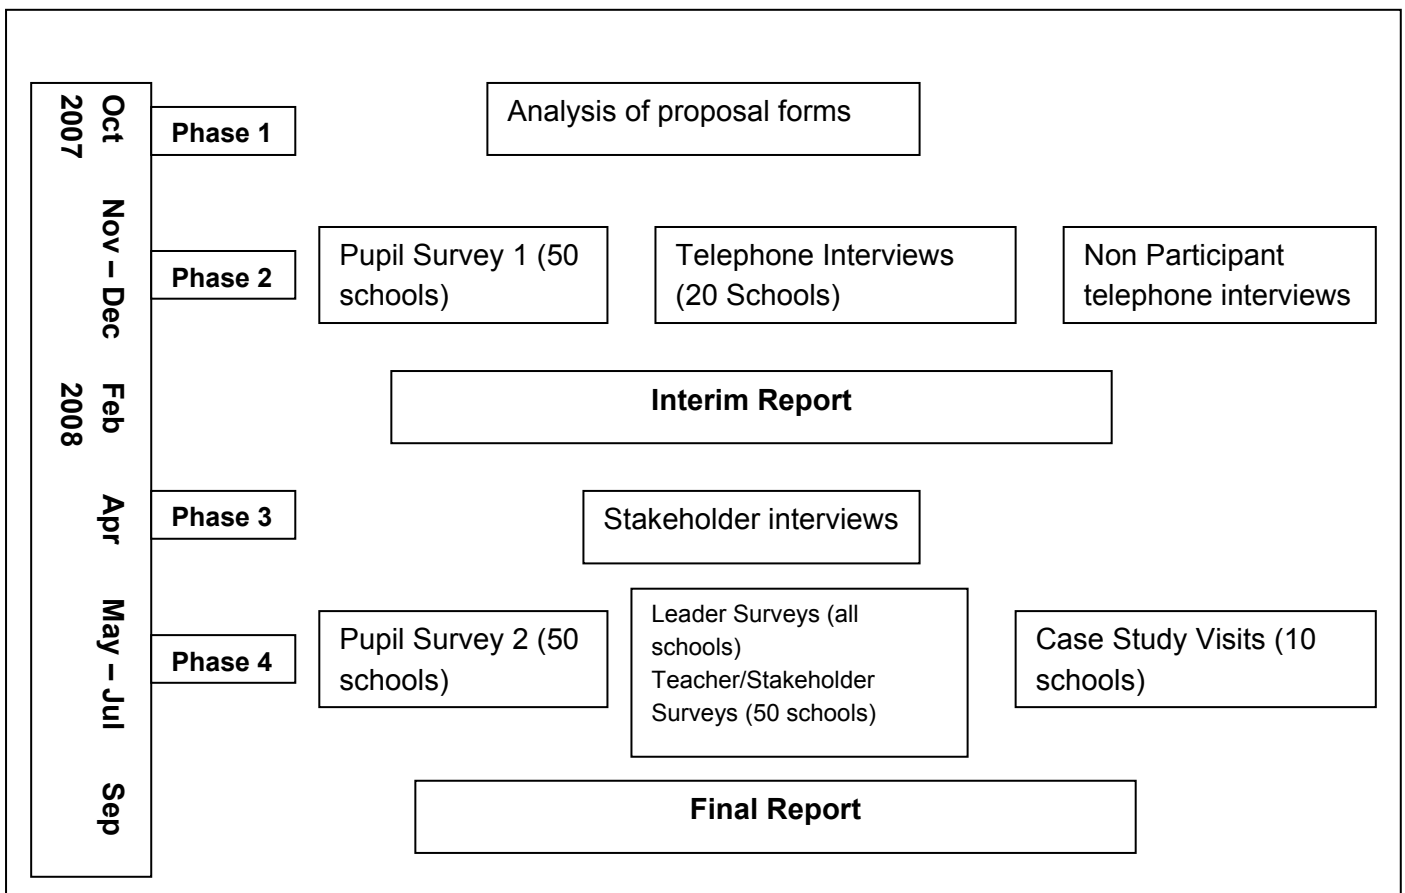 Oct
2007
Phase 1
Analysis of proposal forms
Nov – Dec
Phase 2
Pupil Survey 1 (50
schools)
Telephone Interviews
(20 Schools)
Non Participant
telephone interviews
Feb
2008
Interim Report
Apr
Phase 3
Stakeholder interviews
May – Jul
Phase 4
Pupil Survey 2 (50
schools)
Leader Surveys (all
schools)
Teacher/Stakeholder
Surveys (50 schools)
Case Study Visits (10
schools)
Sep
Final Report